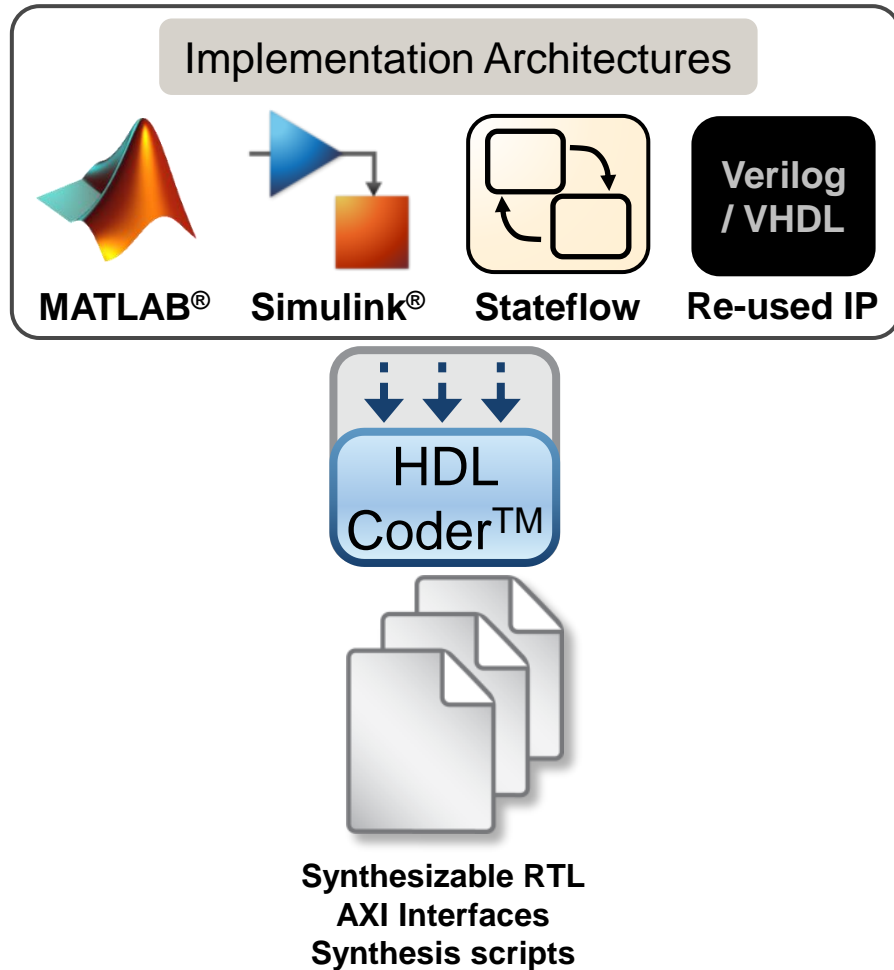 Implementation Architectures
Verilog
/ VHDL
MATLAB® Simulink® Stateflow Re-used IP
HDL
Coder™
Synthesizable RTL
AXI Interfaces
Synthesis scripts